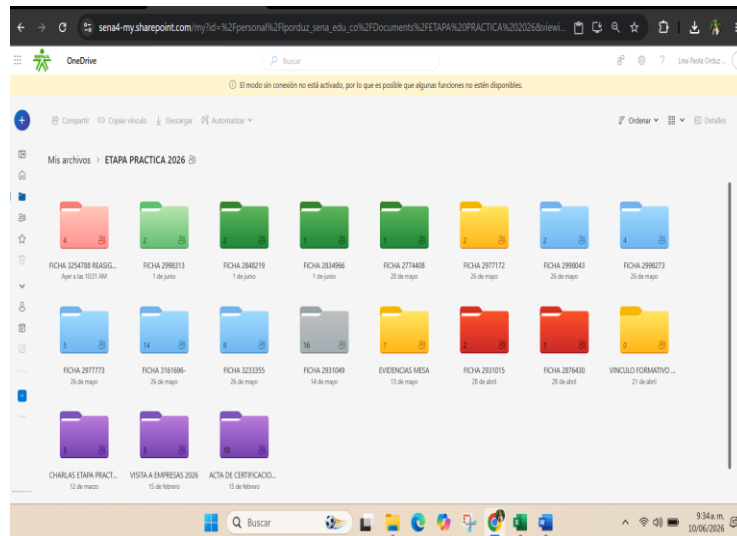 sena4-my.sharepoint.com/my?id=%2Fpersonal%2Flporduz_sena_edu_co%2FDocuments%2FETAPA%20PRACTICA%202026&viewi...
OneDrive
Buscar
Lina Paola Orduz ...
El modo sin conexión no está activado, por lo que es posible que algunas funciones no estén disponibles.
Compartir Copiar vínculo Descargar Automatizar
Ordenar Detalles
Mis archivos > ETAPA PRACTICA 2026
4 2 2 1 1 2 2 4
FICHA 3254788 REASIG... FICHA 2998313 FICHA 2848219 FICHA 2834966 FICHA 2774408 FICHA 2977172 FICHA 2998043 FICHA 2998273
Ayer a las 10:31 AM 1 de junio 1 de junio 1 de junio 28 de mayo 26 de mayo 26 de mayo 26 de mayo
5 14 8 16 7 2 1 0
FICHA 2977773 FICHA 3161696- FICHA 3233355 FICHA 2931049 EVIDENCIAS MESA FICHA 2931015 FICHA 2876430 VINCULO FORMATIVO ...
26 de mayo 26 de mayo 26 de mayo 14 de mayo 13 de mayo 28 de abril 28 de abril 21 de abril
3 3 10
CHARLAS ETAPA PRACT... VISITA A EMPRESAS 2026 ACTA DE CERTIFICACIO...
12 de marzo 15 de febrero 15 de febrero
Buscar
9:34 a. m.
10/06/2026